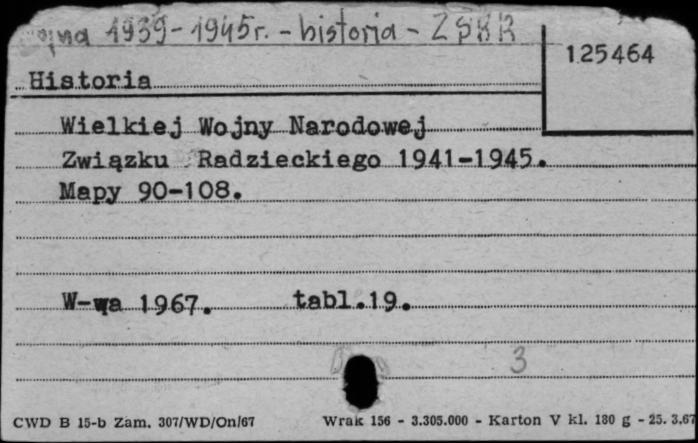 Wojna 1939-1945r. - historia - ZSRR
125464
Historia
Wielkiej Wojny Narodowej
Związku Radzieckiego 1941-1945.
Mapy 90-108.
W-wa 1967. tabl.19.
3
CWD B 15-b Zam. 307/WD/On/67 Wrak 156 - 3.305.000 - Karton V kl. 180 g - 25.3.67